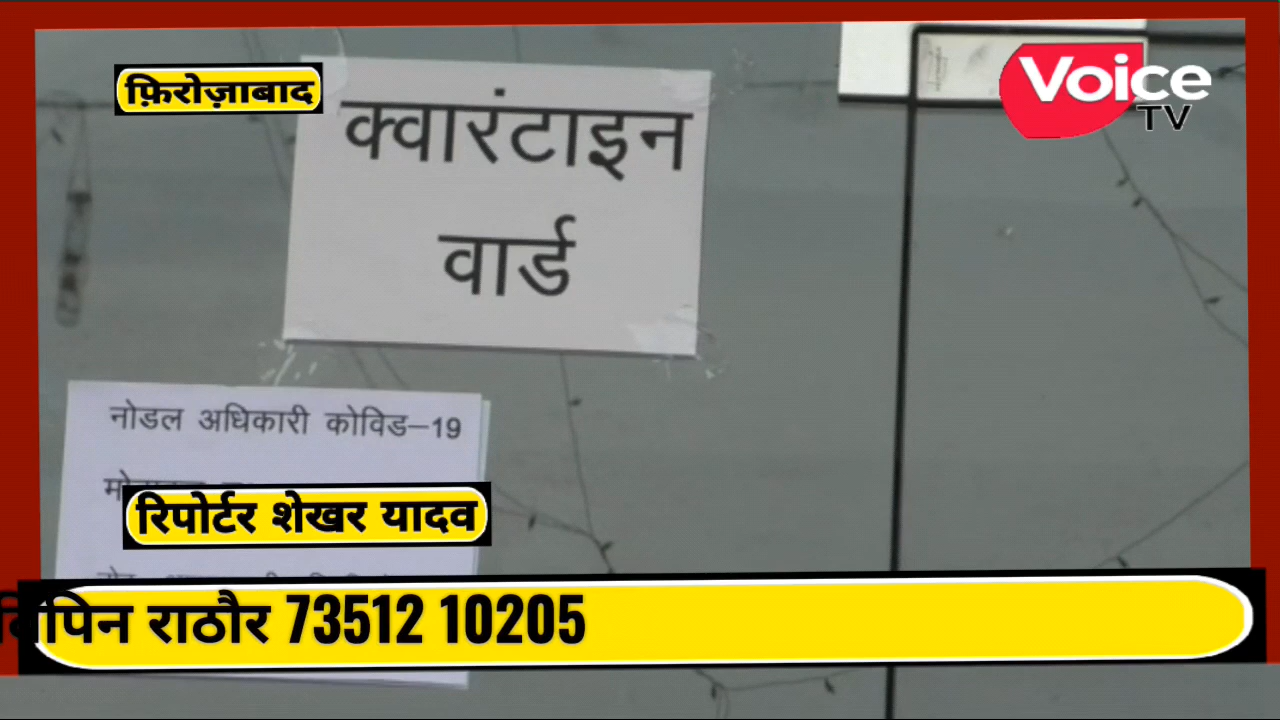 फ़िरोज़ाबाद
Voice
TV
क्वारंटाइन
वार्ड
नोडल अधिकारी कोविड–19
रिपोर्टर शेखर यादव
राठौर 73512 10205